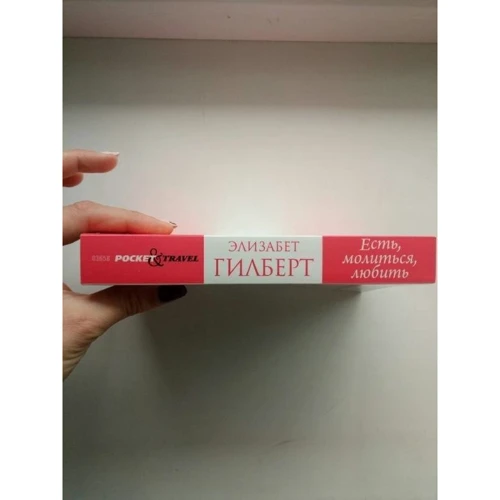 POCKET&TRAVEL
ЭЛИЗАБЕТ
ГИЛБЕРТ
Есть,
молиться,
любить